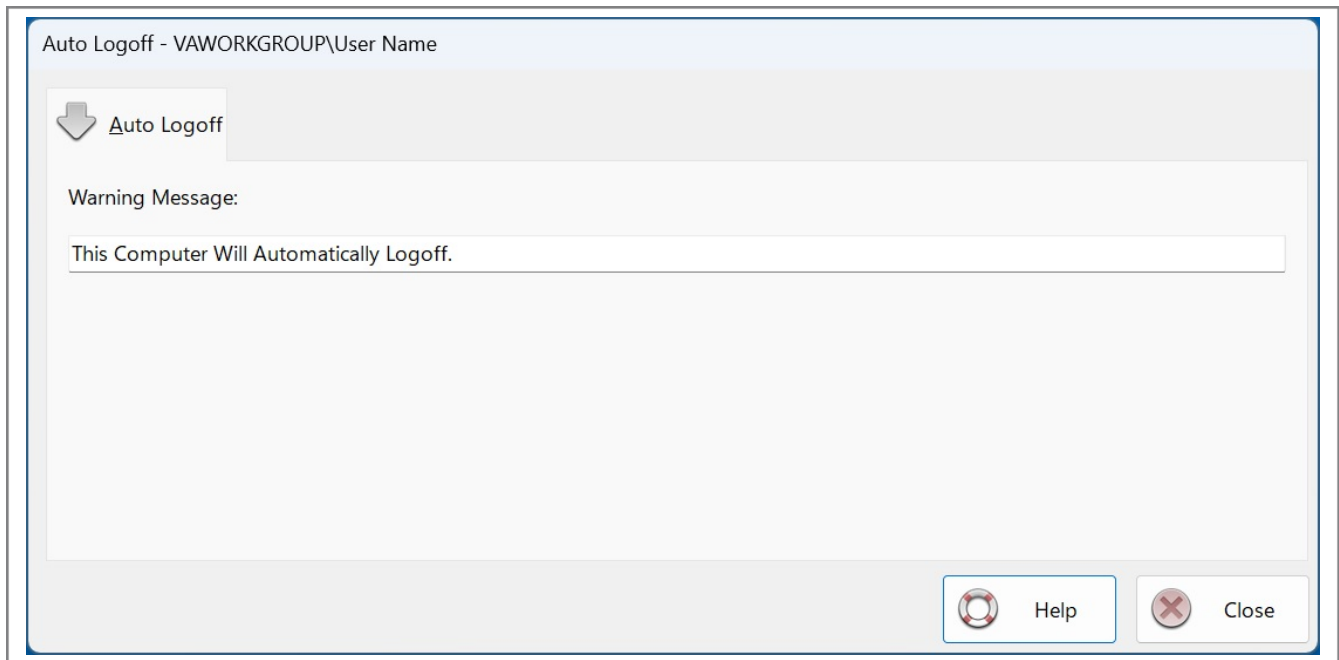 Auto Logoff - VAWORKGROUP\User Name
Auto Logoff
Warning Message:
This Computer Will Automatically Logoff.
Help Close